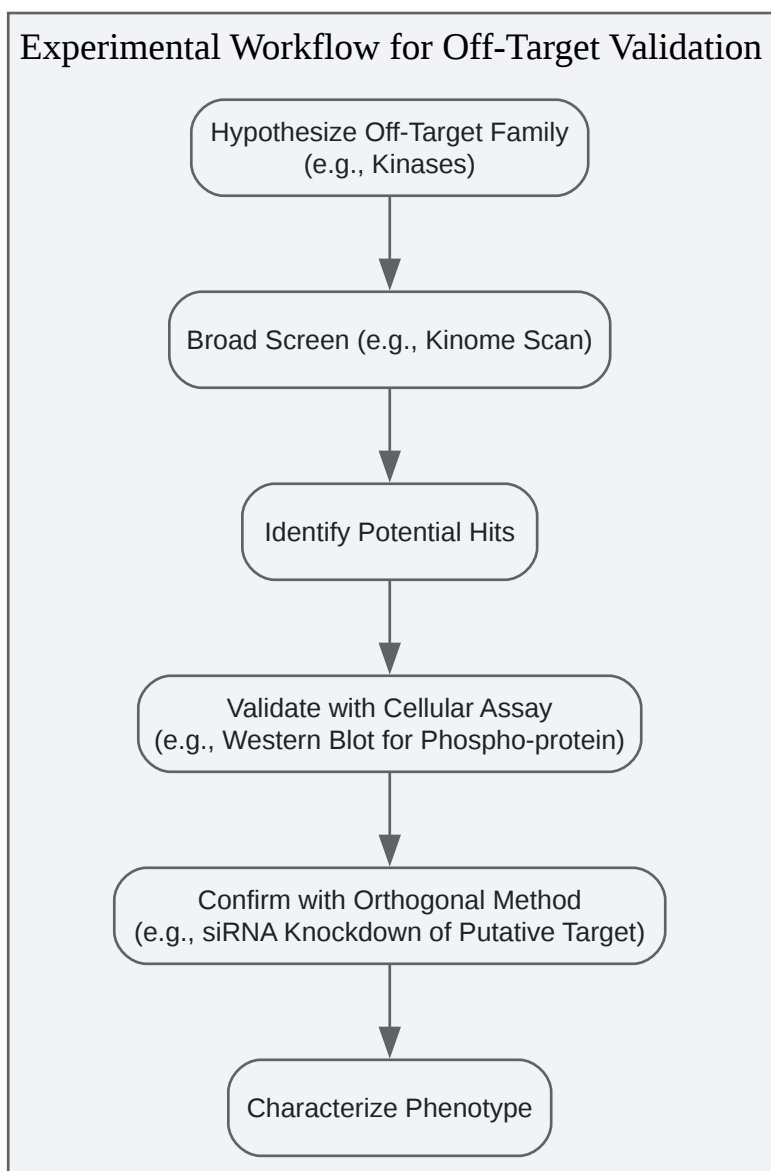 Experimental Workflow for Off-Target Validation
Hypothesize Off-Target Family
(e.g., Kinases)
Broad Screen (e.g., Kinome Scan)
Identify Potential Hits
Validate with Cellular Assay
(e.g., Western Blot for Phospho-protein)
Confirm with Orthogonal Method
(e.g., siRNA Knockdown of Putative Target)
Characterize Phenotype